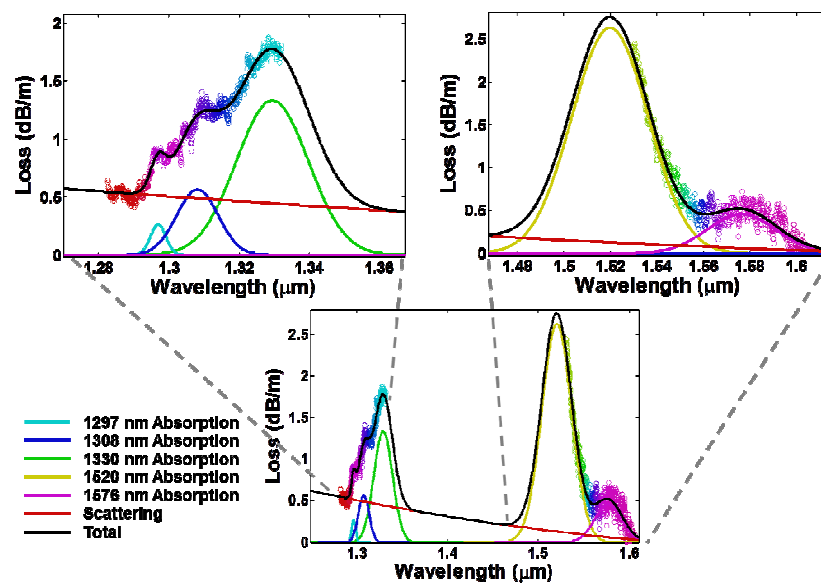 2
1.5
1
0.5
0
Loss (dB/m)
1.28 1.3 1.32 1.34 1.36
Wavelength (μm)
2.5
2
1.5
1
0.5
0
Loss (dB/m)
1.48 1.5 1.52 1.54 1.56 1.58 1.6
Wavelength (μm)
2.5
2
1.5
1
0.5
0
Loss (dB/m)
1.3 1.4 1.5 1.6
Wavelength (μm)
1297 nm Absorption
1308 nm Absorption
1330 nm Absorption
1520 nm Absorption
1576 nm Absorption
Scattering
Total